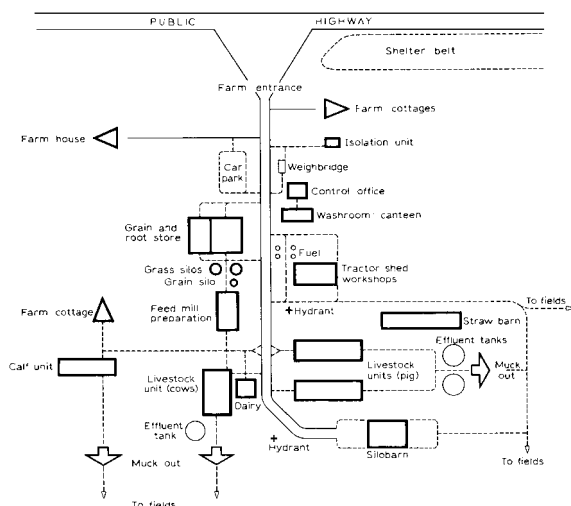 PUBLIC HIGHWAY
Shelter belt
Farm entrance
Farm cottages
Farm house
Isolation unit
Car
park
Weighbridge
Control office
Washroom canteen
Grain and
root store
Fuel
Grass silos
Grain silo
Tractor shed
workshops
To fields
Farm cottage
Feed mill
preparation
Hydrant
Straw barn
Effluent tanks
Calf unit
Livestock
unit (cows)
Dairy
Livestock
units (pig)
Muck
out
Effluent
tank
Hydrant
Silobarn
Muck out
To fields
To fields